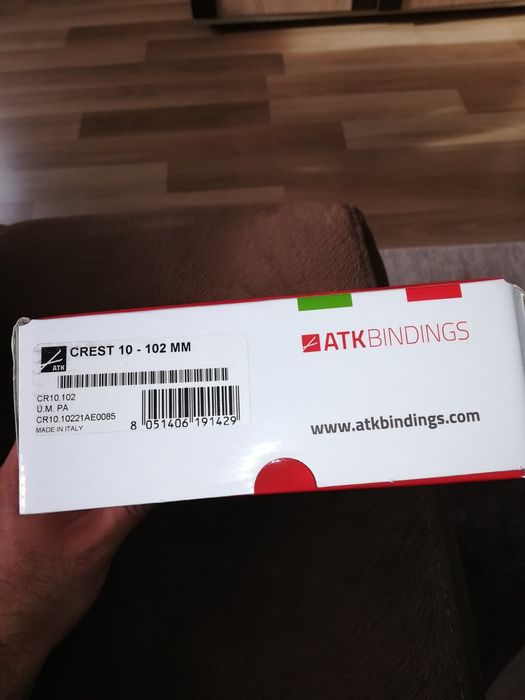 ATK
CREST 10 - 102 MM
CR10.102
U.M. PA
CR10.10221AE0085
MADE IN ITALY
8 051406 191429
ATKBINDINGS
www.atkbindings.com